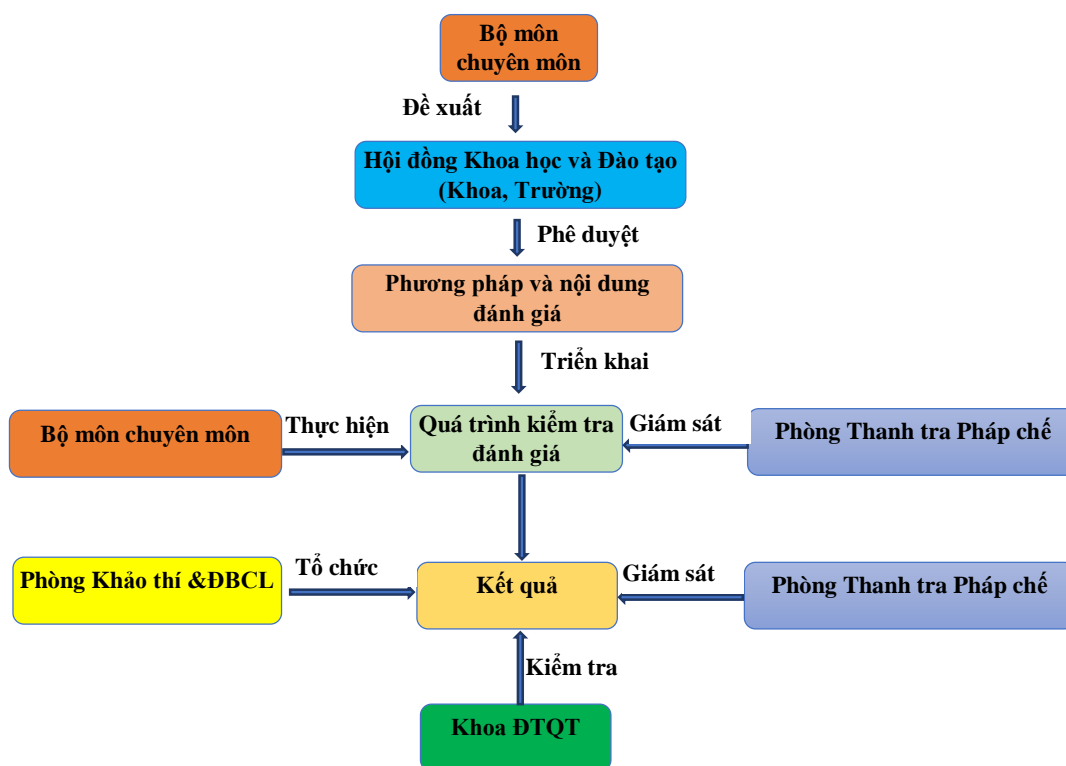 Bộ môn
chuyên môn
Đề xuất
Hội đồng Khoa học và Đào tạo
(Khoa, Trường)
Phê duyệt
Phương pháp và nội dung
đánh giá
Triển khai
Bộ môn chuyên môn
Thực hiện
Quá trình kiểm tra
đánh giá
Giám sát
Phòng Thanh tra Pháp chế
Phòng Khảo thí &ĐBCL
Tổ chức
Kết quả
Giám sát
Phòng Thanh tra Pháp chế
Kiểm tra
Khoa ĐTQT